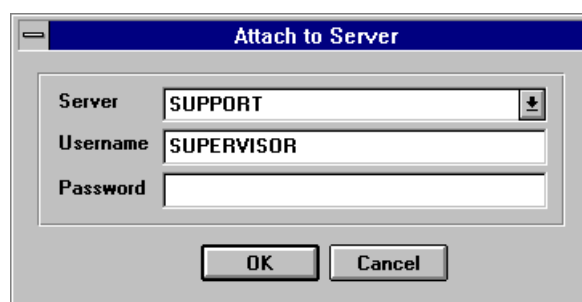 Attach to Server
Server SUPPORT
Username SUPERVISOR
Password
OK Cancel